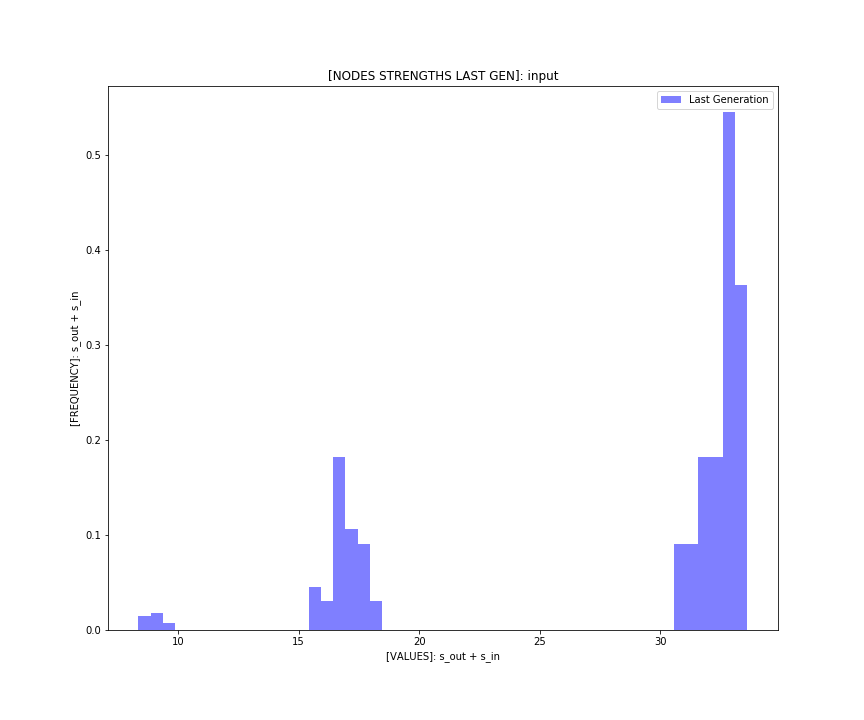 [NODES STRENGTHS LAST GEN]: input
Last Generation
[FREQUENCY]: s_out + s_in
0.5
0.4
0.3
0.2
0.1
0.0
10 15 20 25 30
[VALUES]: s_out + s_in